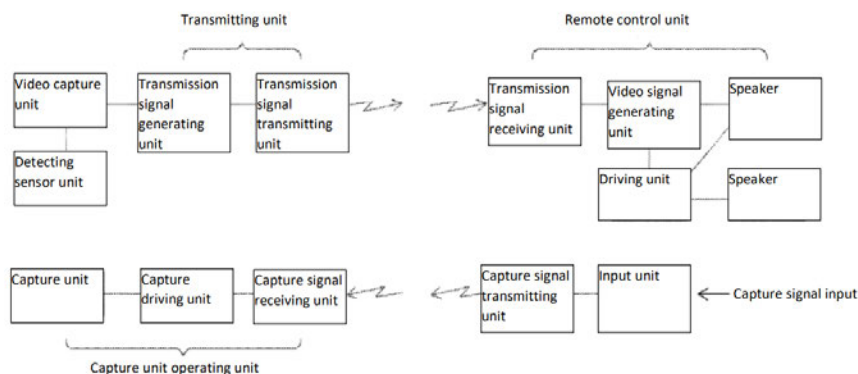 Transmitting unit
Remote control unit
Video capture
unit
Transmission
signal
generating
unit
Transmission
signal
transmitting
unit
Transmission
signal
receiving unit
Video signal
generating
unit
Speaker
Detecting
sensor unit
Driving unit
Speaker
Capture unit
Capture
driving unit
Capture signal
receiving unit
Capture signal
transmitting
unit
Input unit
Capture signal input
Capture unit operating unit